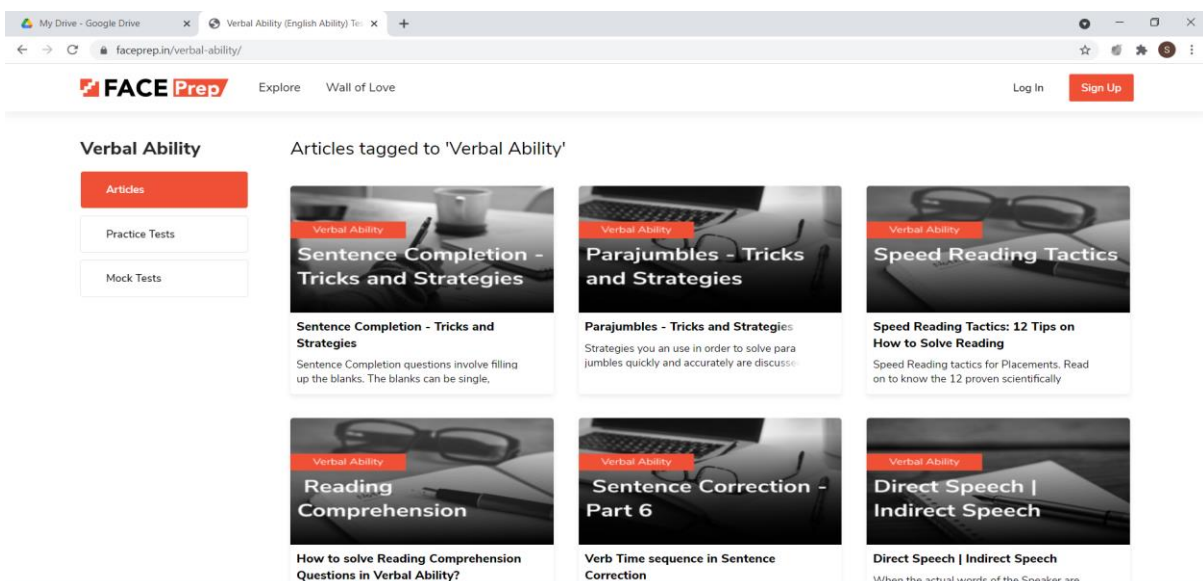 My Drive - Google Drive
Verbal Ability (English Ability) Tes
faceprep.in/verbal-ability/
S
FACE Prep
Explore
Wall of Love
Log In
Sign Up
Verbal Ability
Articles
Practice Tests
Mock Tests
Articles tagged to 'Verbal Ability'
Verbal Ability
Sentence Completion -
Tricks and Strategies
Sentence Completion - Tricks and
Strategies
Sentence Completion questions involve filling
up the blanks. The blanks can be single,
Verbal Ability
Parajumbles - Tricks
and Strategies
Parajumbles - Tricks and Strategies
Strategies you an use in order to solve para
jumbles quickly and accurately are discusse
Verbal Ability
Speed Reading Tactics
Speed Reading Tactics: 12 Tips on
How to Solve Reading
Speed Reading tactics for Placements. Read
on to know the 12 proven scientifically
Verbal Ability
Reading
Comprehension
How to solve Reading Comprehension
Questions in Verbal Ability?
Verbal Ability
Sentence Correction -
Part 6
Verb Time sequence in Sentence
Correction
Verbal Ability
Direct Speech |
Indirect Speech
Direct Speech | Indirect Speech
When the actual words of the Speaker are